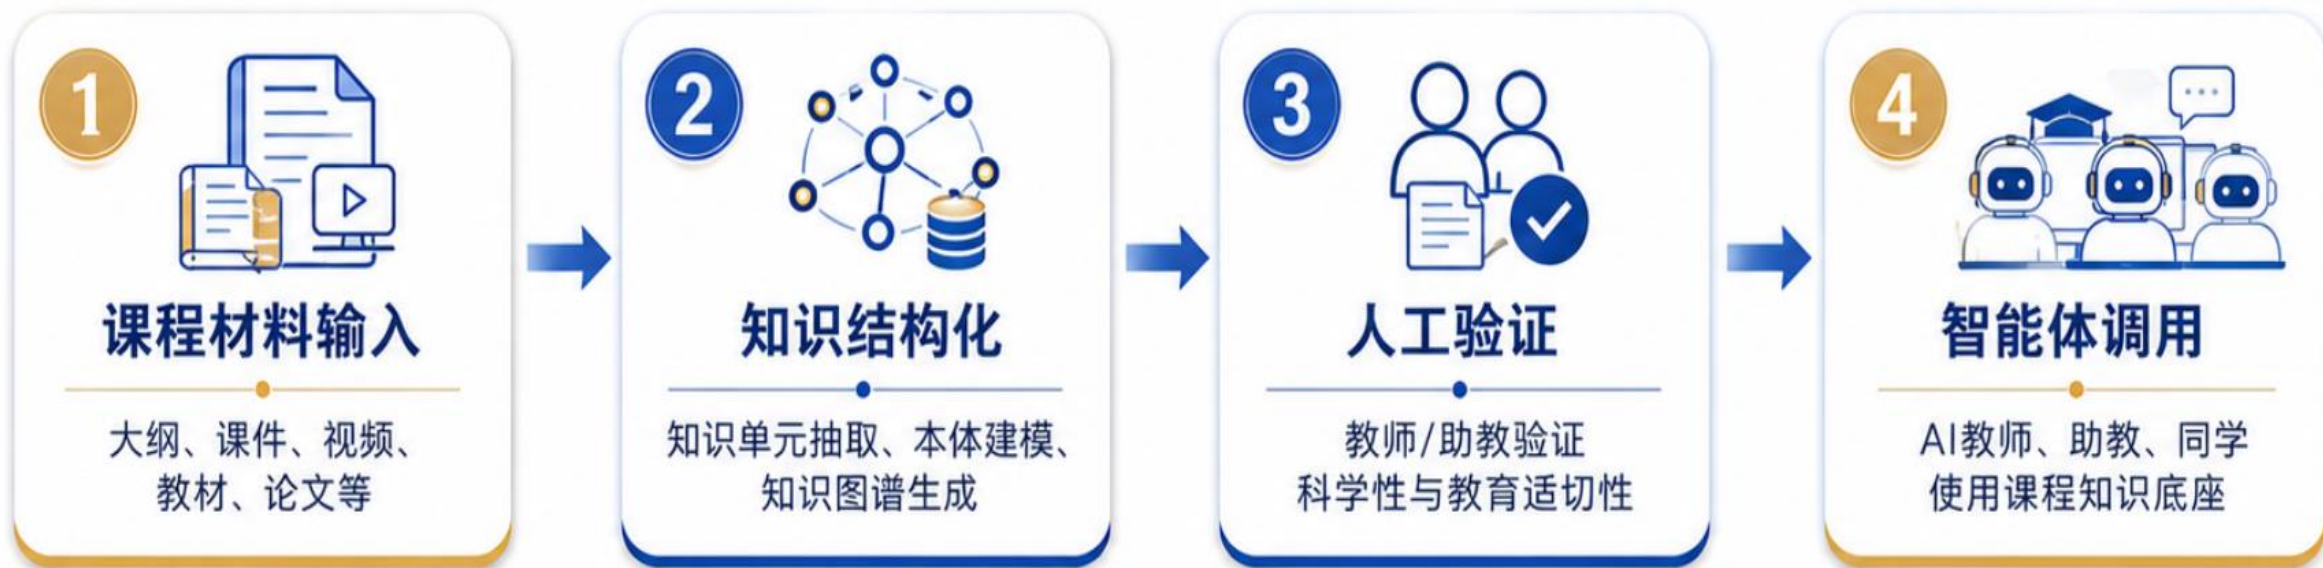 1
课程材料输入
大纲、课件、视频、
教材、论文等
2
知识结构化
知识单元抽取、本体建模、
知识图谱生成
3
人工验证
教师/助教验证
科学性与教育适切性
4
智能体调用
AI教师、助教、同学
使用课程知识底座